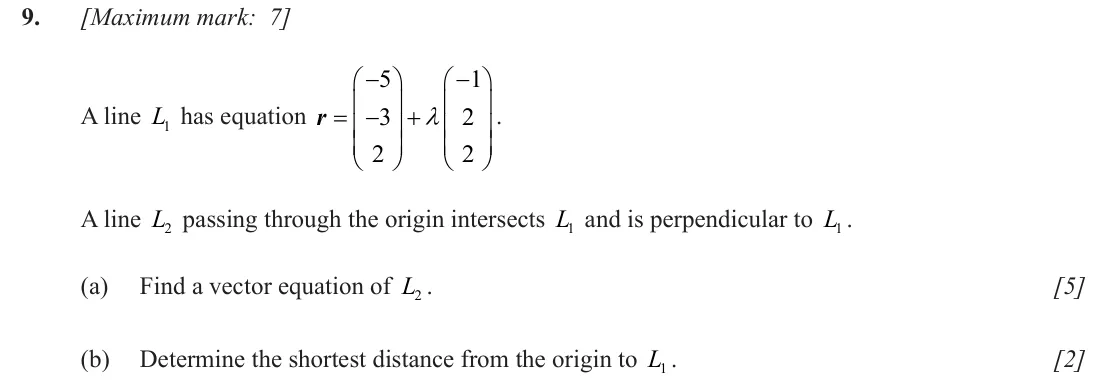 9. [Maximum mark: 7]
A line L₁ has equation r = (−5, −3, 2) + λ(−1, 2, 2).
A line L₂ passing through the origin intersects L₁ and is perpendicular to L₁.
(a) Find a vector equation of L₂. [5]
(b) Determine the shortest distance from the origin to L₁. [2]